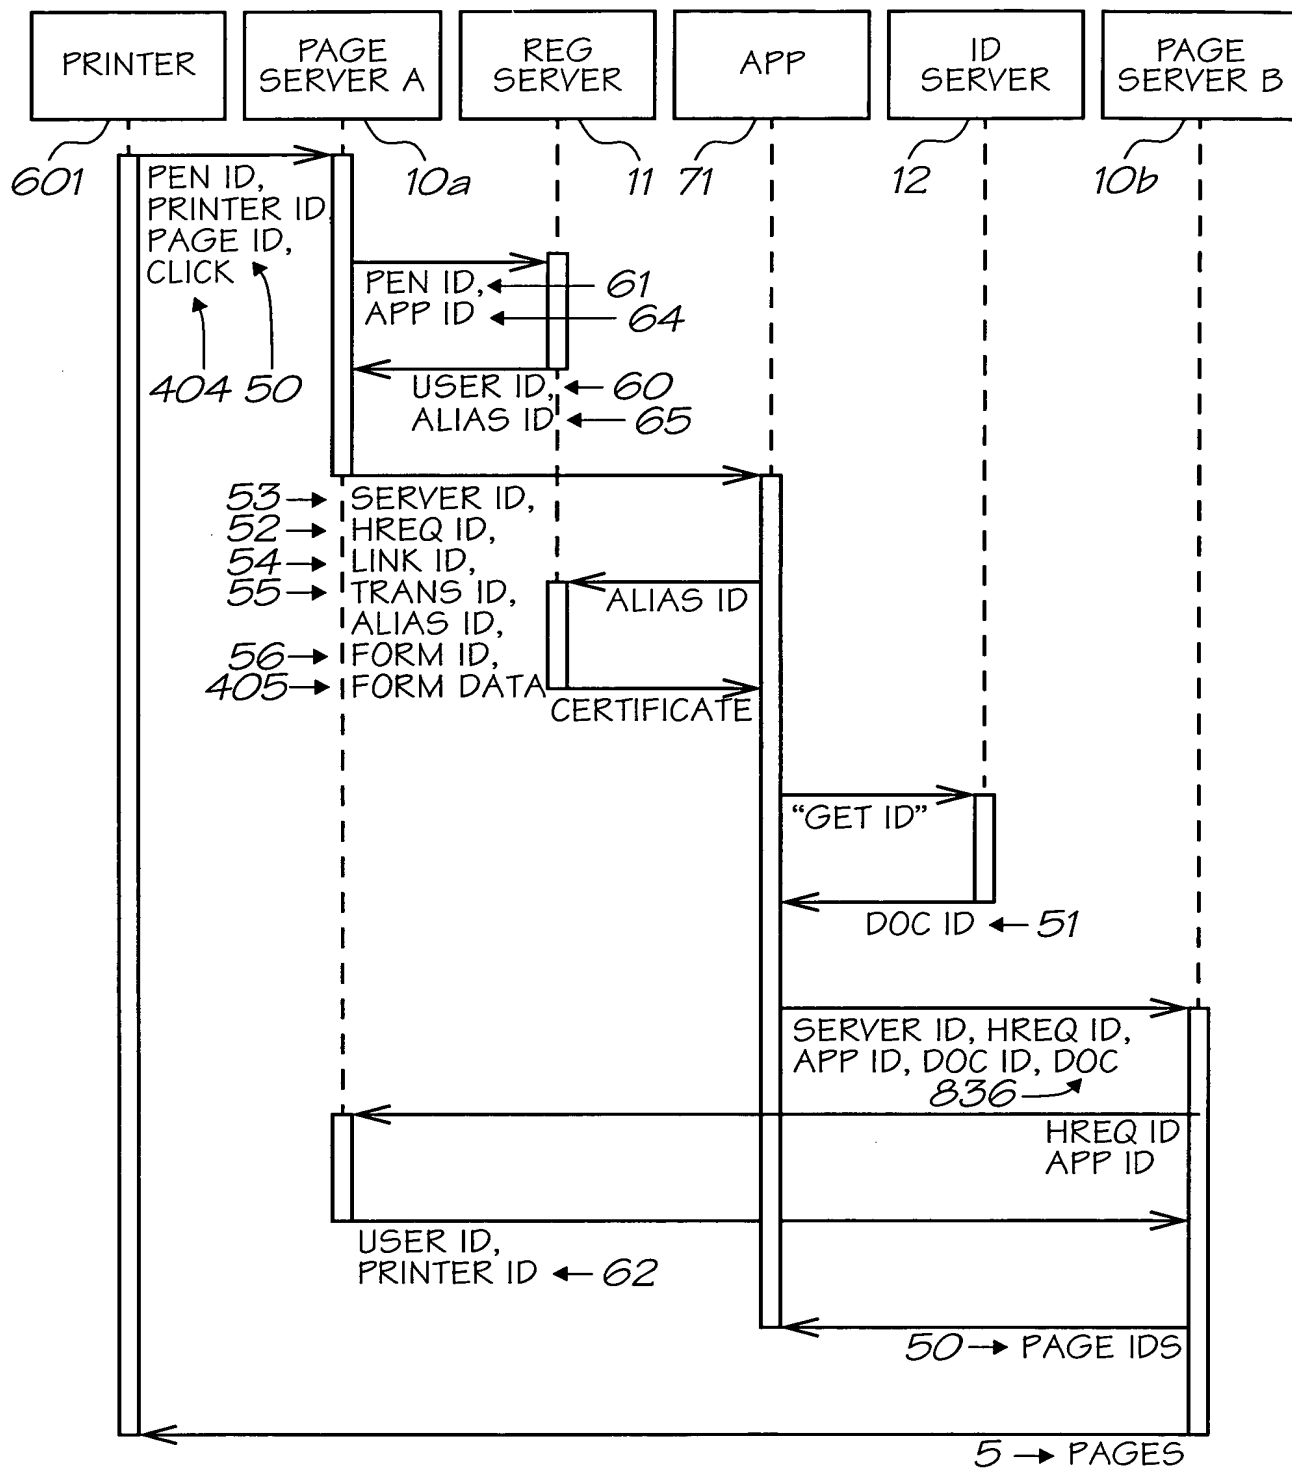 PRINTER
PAGE
SERVER A
REG
SERVER
APP
ID
SERVER
PAGE
SERVER B
601
10a
11
71
12
10b
PEN ID,
PRINTER ID
PAGE ID,
CLICK
404
50
PEN ID,
61
APP ID
64
USER ID,
60
ALIAS ID
65
53
SERVER ID,
52
HREQ ID,
54
LINK ID,
55
TRANS ID,
ALIAS ID,
56
FORM ID,
405
FORM DATA
ALIAS ID
CERTIFICATE
“GET ID”
DOC ID
51
SERVER ID, HREQ ID,
APP ID, DOC ID, DOC
836
HREQ ID
APP ID
USER ID,
PRINTER ID
62
50
PAGE IDS
5
PAGES